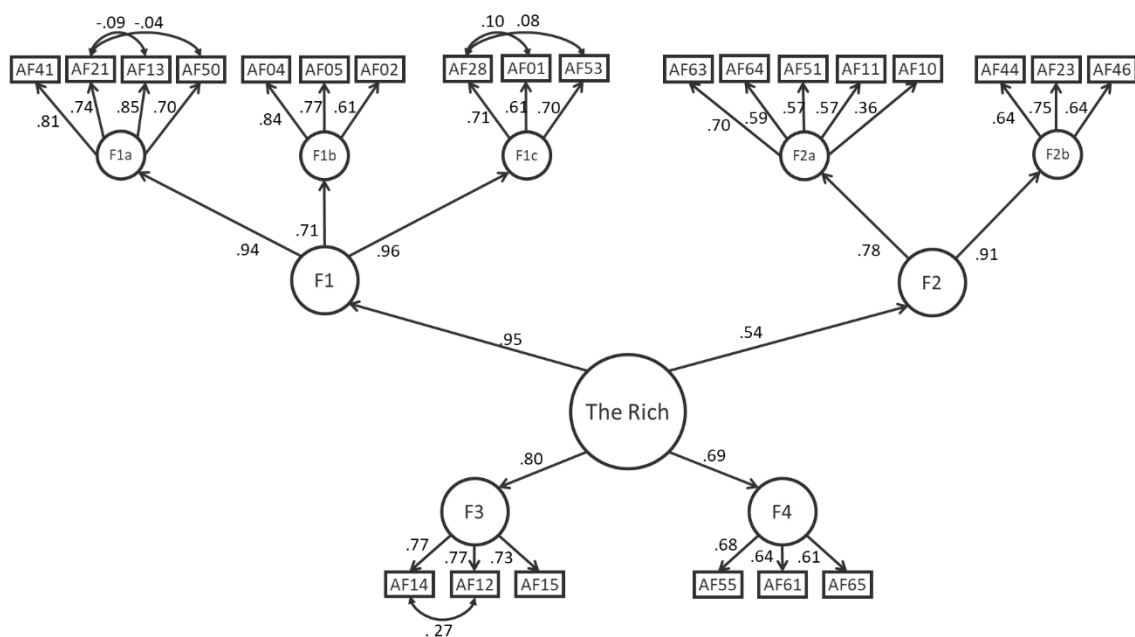 -.09 -.04
.10 .08
AF41 AF21 AF13 AF50 AF04 AF05 AF02 AF28 AF01 AF53 AF63 AF64 AF51 AF11 AF10 AF44 AF23 AF46
.81 .74 .85 .70 .84 .77 .61 .71 .61 .70 .70 .59 .57 .57 .36 .64 .75 .64
F1a F1b F1c F2a F2b
.94 .71 .96 .78 .91
F1 F2
.95 .54
The Rich
.80 .69
F3 F4
.77 .77 .73 .68 .64 .61
AF14 AF12 AF15 AF55 AF61 AF65
. 27